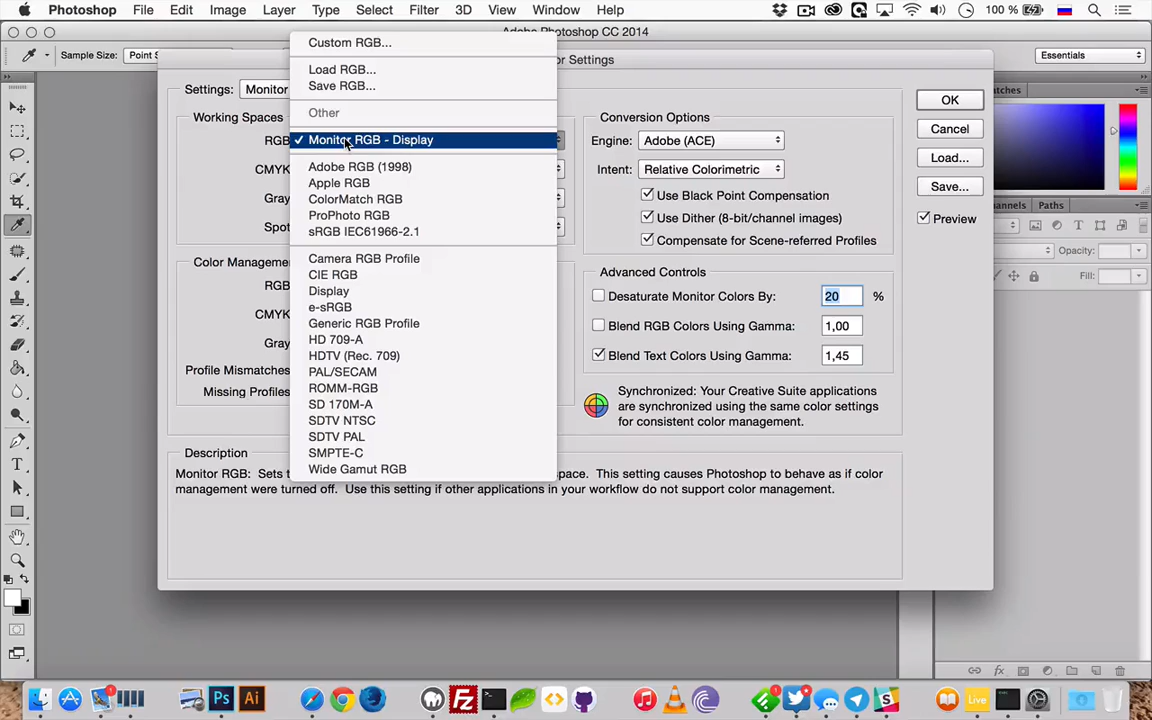 Photoshop File Edit Image Layer Type Select Filter 3D View Window Help 100 %
Adobe Photoshop CC 2014
Sample Size: Point Essentials
Custom RGB...
Settings: Monitor
Load RGB...
Save RGB...
Other
Working Spaces
RGB
✓ Monitor RGB - Display
Adobe RGB (1998)
CMYK
Apple RGB
ColorMatch RGB
Gray
ProPhoto RGB
Spot
sRGB IEC61966-2.1
Camera RGB Profile
Color Management
CIE RGB
RGB
Display
e-sRGB
CMYK
Generic RGB Profile
Gray
HD 709-A
HDTV (Rec. 709)
Profile Mismatches
PAL/SECAM
Missing Profiles
ROMM-RGB
SD 170M-A
SDTV NTSC
SDTV PAL
SMPTE-C
Wide Gamut RGB
Conversion Options
Engine: Adobe (ACE)
Intent: Relative Colorimetric
Use Black Point Compensation
Use Dither (8-bit/channel images)
Compensate for Scene-referred Profiles
Advanced Controls
Desaturate Monitor Colors By: 20 %
Blend RGB Colors Using Gamma: 1,00
Blend Text Colors Using Gamma: 1,45
Synchronized: Your Creative Suite applications
are synchronized using the same color settings
for consistent color management.
OK
Cancel
Load...
Save...
Preview
Description
Monitor RGB: Sets pace. This setting causes Photoshop to behave as if color
management were turned off. Use this setting if other applications in your workflow do not support color management.
Paths
Opacity:
Fill:
fx
Ps Ai Fz Live